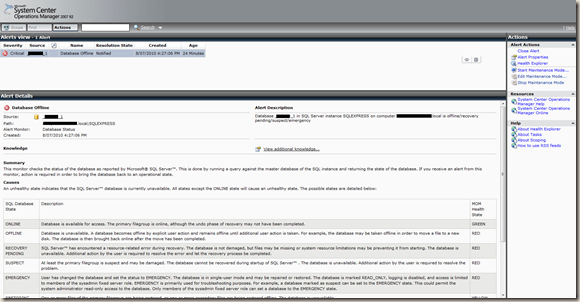 Microsoft
System Center
Operations Manager 2007 R2
Scope
Find
Actions
Search
Help
Alerts view - 1 Alert
Severity Source Name Resolution State Created Age
Critical _1 Database Offline Notified 8/07/2010 4:27:06 PM 24 Minutes
Alert Details
Database Offline
Source: _1
Path: .local;SQLEXPRESS
Alert Monitor: Database Status
Created: 8/07/2010 4:27:06 PM
Alert Description
Database _1 in SQL Server instance SQLEXPRESS on computer .local is offline/recovery
pending/suspect/emergency
Knowledge
View additional knowledge...
Summary
This monitor checks the status of the database as reported by Microsoft® SQL Server™. This is done by running a query against the master database of the SQL instance and returning the state of the database. If you receive an alert from this
monitor, action is required in order to bring the database back to an operational state.
Causes
An unhealthy state indicates that the SQL Server™ database is currently unavailable. All states except the ONLINE state will cause an unhealthy state. The possible states are detailed below:
SQL Database State
Description
MOM Health State
ONLINE
Database is available for access. The primary filegroup is online, although the undo phase of recovery may not have been completed.
GREEN
OFFLINE
Database is unavailable. A database becomes offline by explicit user action and remains offline until additional user action is taken. For example, the database may be taken offline in order to move a file to a new
disk. The database is then brought back online after the move has been completed.
RED
RECOVERY PENDING
SQL Server™ has encountered a resource-related error during recovery. The database is not damaged, but files may be missing or system resource limitations may be preventing it from starting. The database is
unavailable. Additional action by the user is required to resolve the error and let the recovery process be completed.
RED
SUSPECT
At least the primary filegroup is suspect and may be damaged. The database cannot be recovered during startup of SQL Server™. The database is unavailable. Additional action by the user is required to resolve the
problem.
RED
EMERGENCY
User has changed the database and set the status to EMERGENCY. The database is in single-user mode and may be repaired or restored. The database is marked READ_ONLY, logging is disabled, and access is limited
to members of the sysadmin fixed server role. EMERGENCY is primarily used for troubleshooting purposes. For example, a database marked as suspect can be set to the EMERGENCY state. This could permit the
system administrator read-only access to the database. Only members of the sysadmin fixed server role can set a database to the EMERGENCY state.
RED
Actions
Alert Actions
Close Alert
Alert Properties
Health Explorer
Start Maintenance Mode...
Edit Maintenance Mode...
Stop Maintenance Mode
Resources
System Center Operations Manager Help
System Center Operations Manager Online
Help
About Health Explorer
About Tasks
About Scoping
How to use RSS feeds